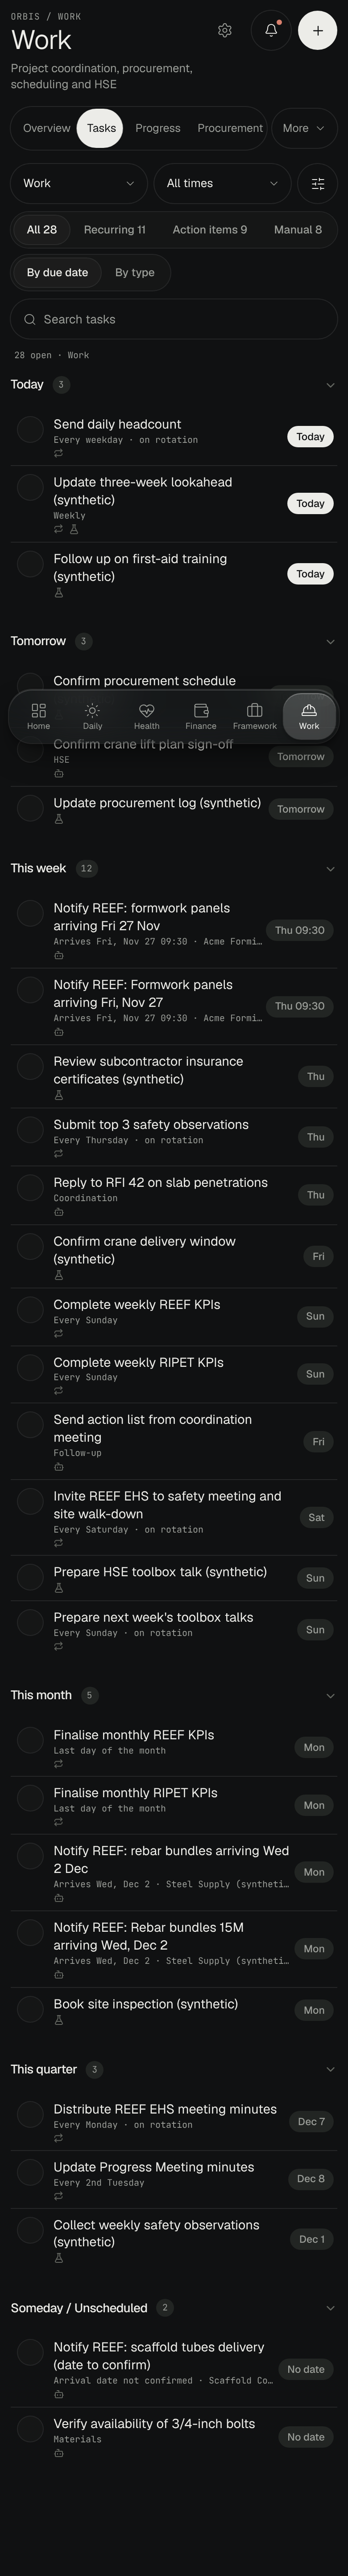 ORBIS / WORK
Work
Project coordination, procurement,
scheduling and HSE
Overview Tasks Progress Procurement More
Work All times
All 28 Recurring 11 Action items 9 Manual 8
By due date By type
Search tasks
28 open · Work
Today 3
Send daily headcount
Every weekday · on rotation
Today
Update three-week lookahead
(synthetic)
Weekly
Today
Follow up on first-aid training
(synthetic)
Today
Tomorrow 3
Confirm procurement schedule
Home Daily Health Finance Framework Work
Confirm crane lift plan sign-off
HSE
Tomorrow
Update procurement log (synthetic)
Tomorrow
This week 12
Notify REEF: formwork panels
arriving Fri 27 Nov
Arrives Fri, Nov 27 09:30 · Acme Formi…
Thu 09:30
Notify REEF: Formwork panels
arriving Fri, Nov 27
Arrives Fri, Nov 27 09:30 · Acme Formi…
Thu 09:30
Review subcontractor insurance
certificates (synthetic)
Thu
Submit top 3 safety observations
Every Thursday · on rotation
Thu
Reply to RFI 42 on slab penetrations
Coordination
Thu
Confirm crane delivery window
(synthetic)
Fri
Complete weekly REEF KPIs
Every Sunday
Sun
Complete weekly RIPET KPIs
Every Sunday
Sun
Send action list from coordination
meeting
Follow-up
Fri
Invite REEF EHS to safety meeting and
site walk-down
Every Saturday · on rotation
Sat
Prepare HSE toolbox talk (synthetic)
Sun
Prepare next week's toolbox talks
Every Sunday · on rotation
Sun
This month 5
Finalise monthly REEF KPIs
Last day of the month
Mon
Finalise monthly RIPET KPIs
Last day of the month
Mon
Notify REEF: rebar bundles arriving Wed
2 Dec
Arrives Wed, Dec 2 · Steel Supply (syntheti…
Mon
Notify REEF: Rebar bundles 15M
arriving Wed, Dec 2
Arrives Wed, Dec 2 · Steel Supply (syntheti…
Mon
Book site inspection (synthetic)
Mon
This quarter 3
Distribute REEF EHS meeting minutes
Every Monday · on rotation
Dec 7
Update Progress Meeting minutes
Every 2nd Tuesday
Dec 8
Collect weekly safety observations
(synthetic)
Dec 1
Someday / Unscheduled 2
Notify REEF: scaffold tubes delivery
(date to confirm)
Arrival date not confirmed · Scaffold Co…
No date
Verify availability of 3/4-inch bolts
Materials
No date